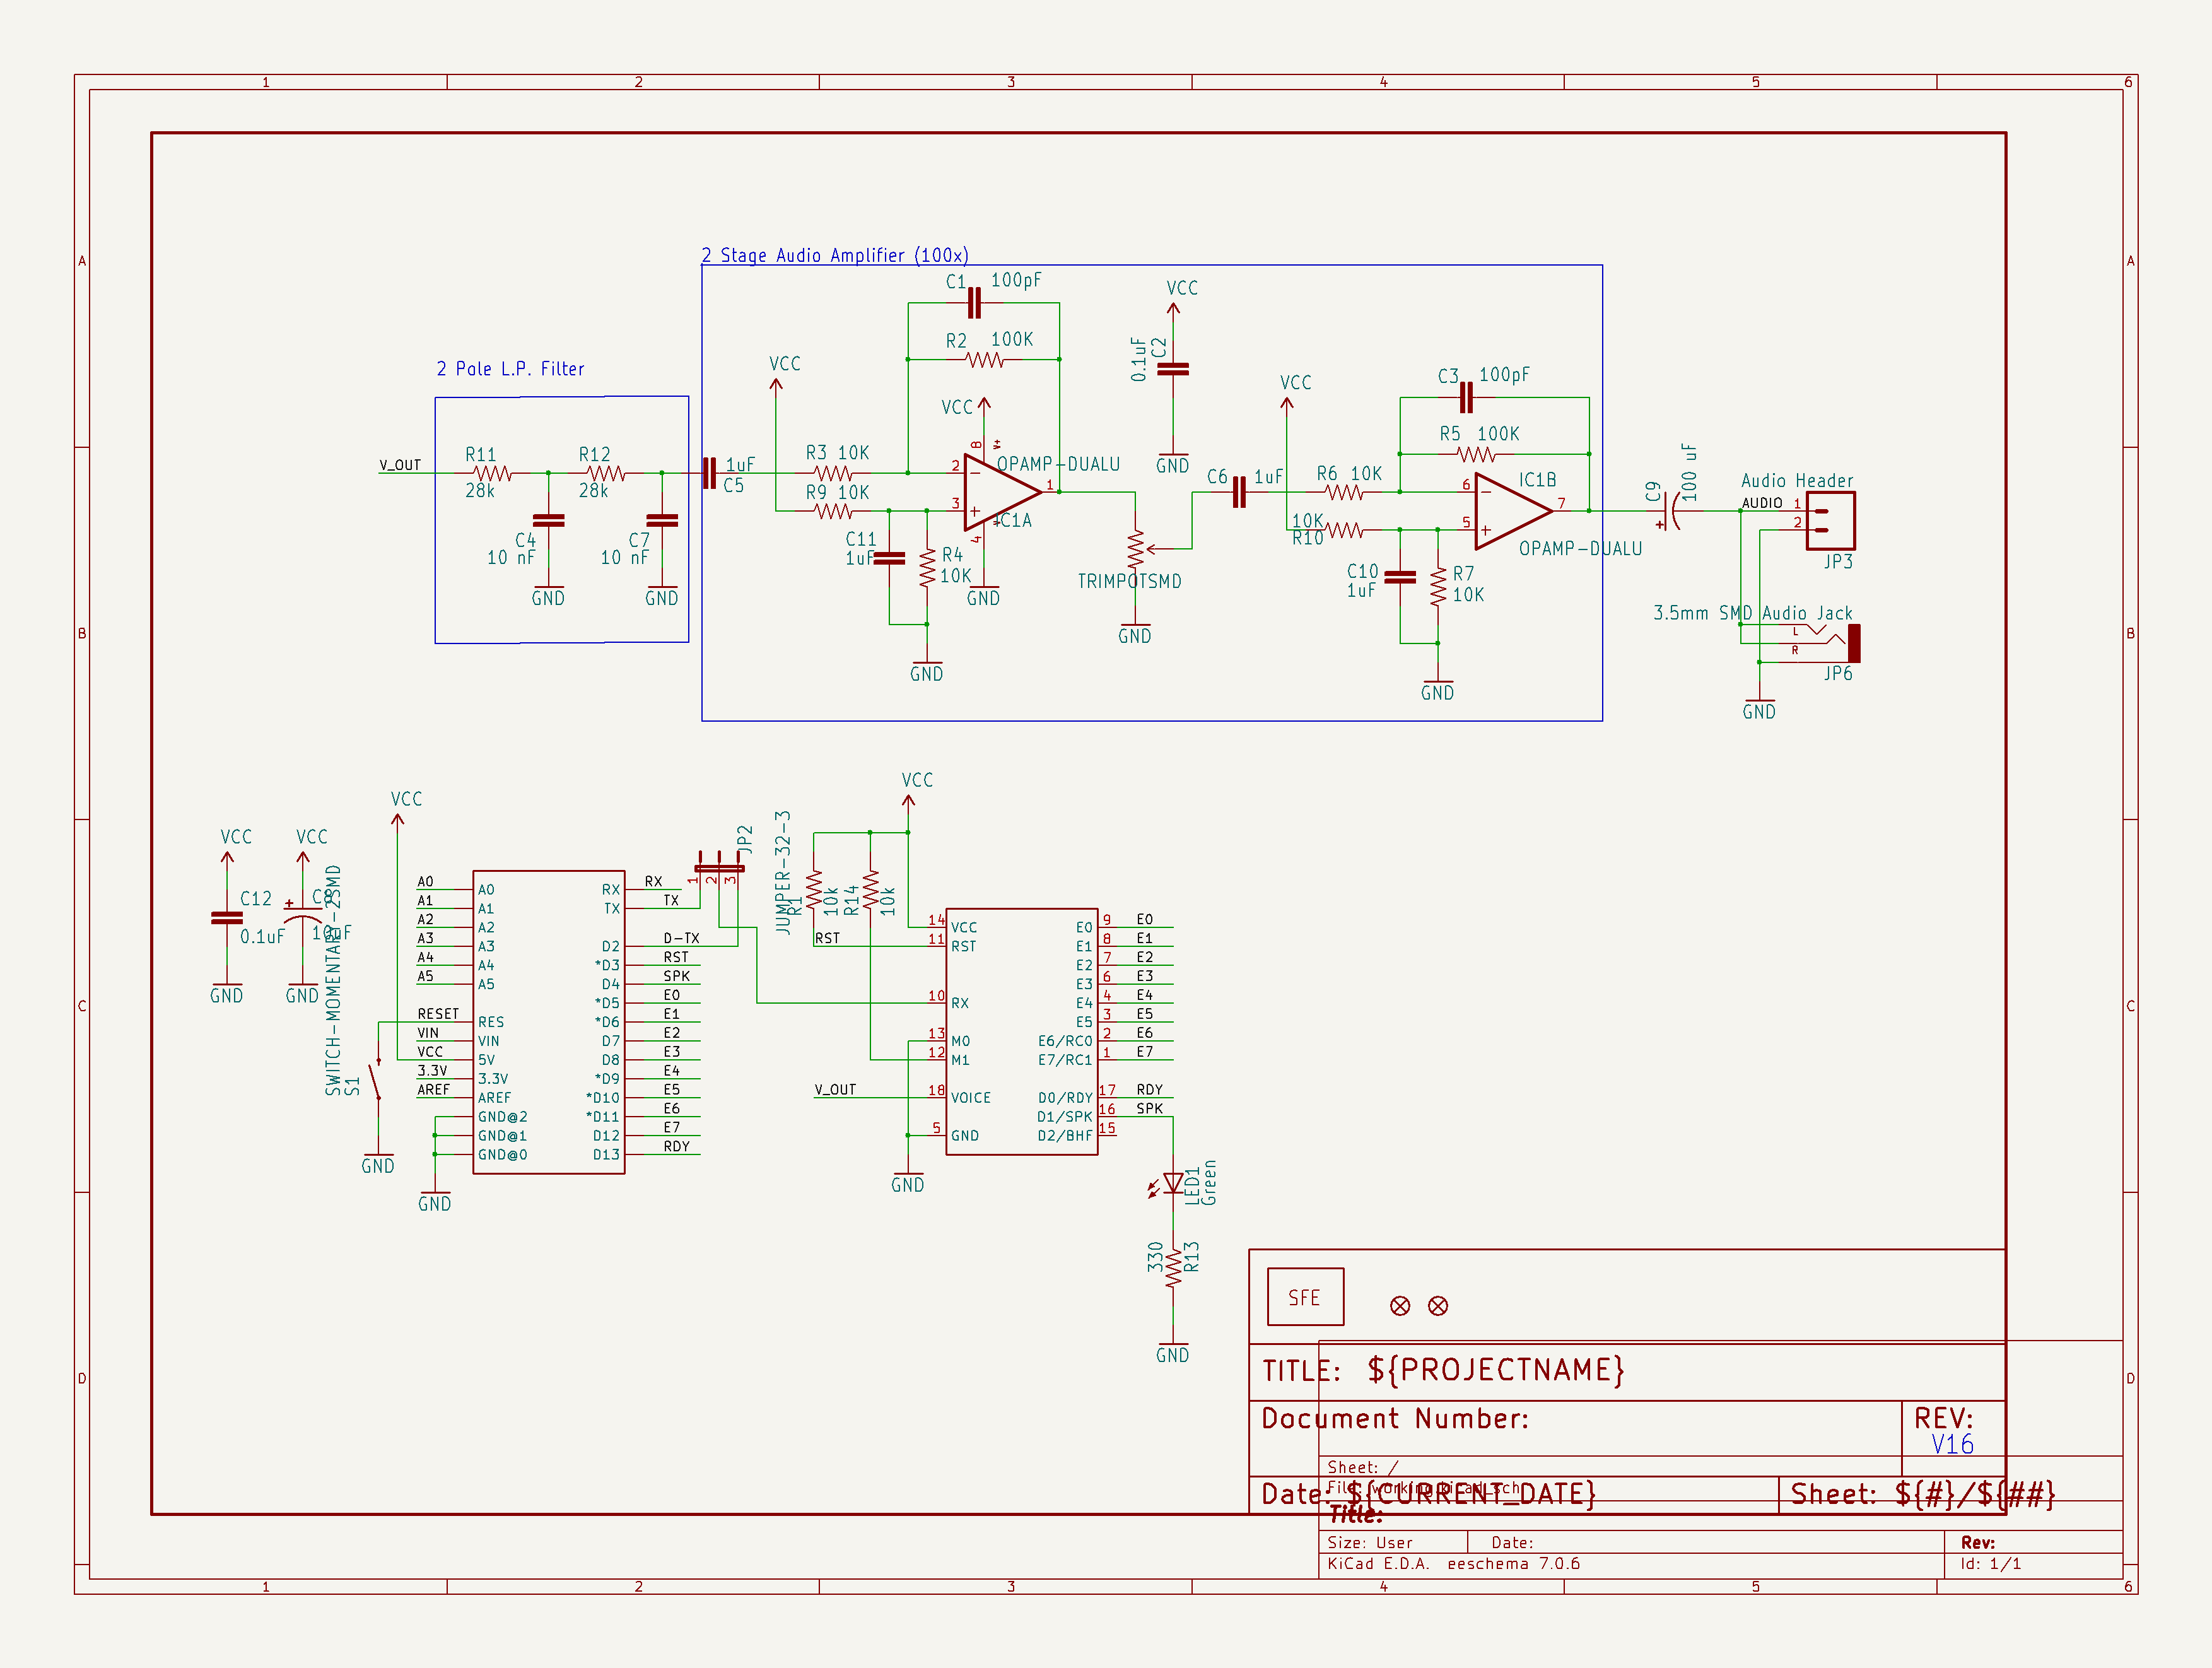 1 2 3 4 5 6
A A
B B
C C
D D
2 Stage Audio Amplifier (100x)
2 Pole L.P. Filter
V_OUT
R11
28k
R12
28k
C4
10 nF
C7
10 nF
GND
GND
1uF
C5
VCC
R3 10K
R9 10K
C11
1uF
R4
10K
GND
C1 100pF
R2 100K
VCC
8
V+
2
3
1
4
OPAMP-DUALU
IC1A
GND
VCC
0.1uF
C2
GND
TRIMPOTSMD
GND
C6 1uF
VCC
R6 10K
10K
R10
C10
1uF
R7
10K
GND
C3 100pF
R5 100K
6
5
7
IC1B
OPAMP-DUALU
C9
100 uF
Audio Header
AUDIO
1
2
JP3
3.5mm SMD Audio Jack
L
R
JP6
GND
VCC
C12
0.1uF
GND
VCC
C8
10uF
GND
SWITCH-MOMENTARY-2SMD
S1
GND
VCC
A0 A0
A1 A1
A2 A2
A3 A3
A4 A4
A5 A5
RESET RES
VIN VIN
VCC 5V
3.3V 3.3V
AREF AREF
GND@2
GND@1
GND@0
GND
RX RX
TX TX
D2 D-TX
*D3 RST
D4 SPK
*D5 E0
*D6 E1
D7 E2
D8 E3
*D9 E4
*D10 E5
*D11 E6
D12 E7
D13 RDY
JP2
JUMPER-32-3
1
2
3
VCC
R1
10k
R14
10k
RST
14 VCC
11 RST
10 RX
13 M0
12 M1
V_OUT 18 VOICE
5 GND
GND
E0 9 E0
E1 8 E1
E2 7 E2
E3 6 E3
E4 4 E4
E5 3 E5
E6/RC0 2 E6
E7/RC1 1 E7
D0/RDY 17 RDY
D1/SPK 16 SPK
D2/BHF 15
LED1
Green
330
R13
GND
SFE
TITLE: ${PROJECTNAME}
Document Number:
REV:
V16
Sheet: /
File: working.kicad_sch
Date: ${CURRENT_DATE}
Sheet: ${#}/${##}
Title:
Size: User Date: Rev:
KiCad E.D.A. eeschema 7.0.6 Id: 1/1
1 2 3 4 5 6